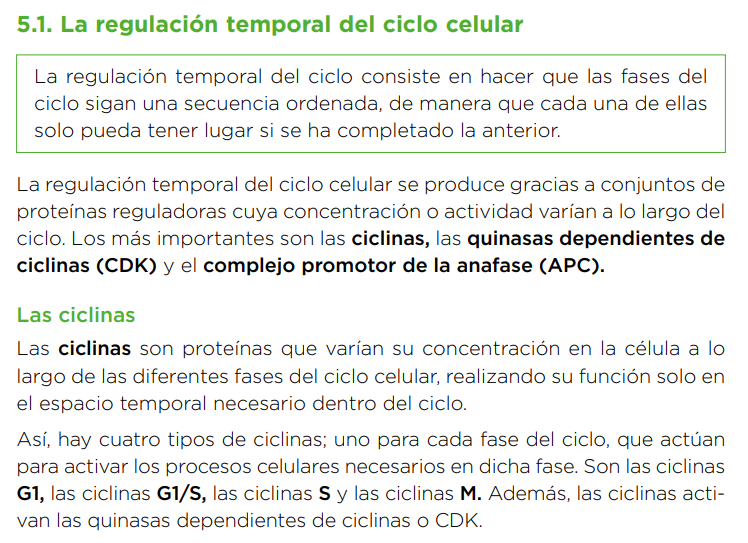 5.1. La regulación temporal del ciclo celular
La regulación temporal del ciclo consiste en hacer que las fases del
ciclo sigan una secuencia ordenada, de manera que cada una de ellas
solo pueda tener lugar si se ha completado la anterior.
La regulación temporal del ciclo celular se produce gracias a conjuntos de
proteínas reguladoras cuya concentración o actividad varían a lo largo del
ciclo. Los más importantes son las ciclinas, las quinasas dependientes de
ciclinas (CDK) y el complejo promotor de la anafase (APC).
Las ciclinas
Las ciclinas son proteínas que varían su concentración en la célula a lo
largo de las diferentes fases del ciclo celular, realizando su función solo en
el espacio temporal necesario dentro del ciclo.
Así, hay cuatro tipos de ciclinas; uno para cada fase del ciclo, que actúan
para activar los procesos celulares necesarios en dicha fase. Son las ciclinas
G1, las ciclinas G1/S, las ciclinas S y las ciclinas M. Además, las ciclinas acti-
van las quinasas dependientes de ciclinas o CDK.